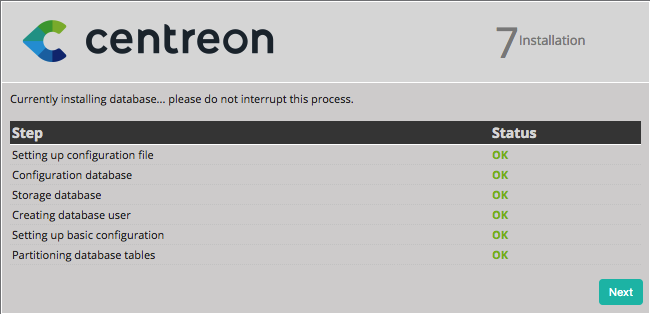 centreon
7 Installation
Currently installing database... please do not interrupt this process.
Step Status
Setting up configuration file OK
Configuration database OK
Storage database OK
Creating database user OK
Setting up basic configuration OK
Partitioning database tables OK
Next